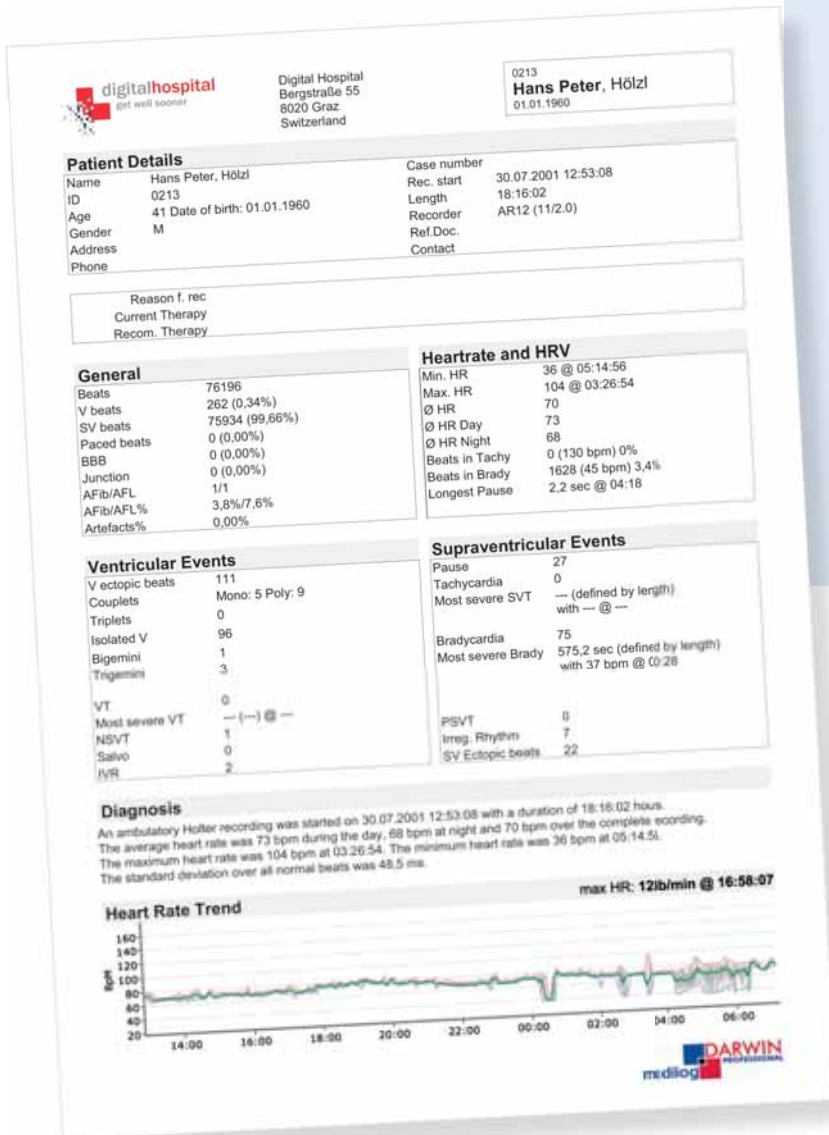 digitalhospital
get well sooner
Digital Hospital
Bergstraße 55
8020 Graz
Switzerland
0213
Hans Peter, Hölzl
01.01.1960
Patient Details
Name Hans Peter, Hölzl
ID 0213
Age 41 Date of birth: 01.01.1960
Gender M
Address
Phone
Case number
Rec. start 30.07.2001 12:53:08
Length 18:16:02
Recorder AR12 (11/2.0)
Ref.Doc.
Contact
Reason f. rec
Current Therapy
Recom. Therapy
General
Beats 76196
V beats 262 (0,34%)
SV beats 75934 (99,66%)
Paced beats 0 (0,00%)
BBB 0 (0,00%)
Junction 0 (0,00%)
AFib/AFL 1/1
AFib/AFL% 3,8%/7,6%
Artefacts% 0,00%
Heartrate and HRV
Min. HR 36 @ 05:14:56
Max. HR 104 @ 03:26:54
Ø HR 70
Ø HR Day 73
Ø HR Night 68
Beats in Tachy 0 (130 bpm) 0%
Beats in Brady 1628 (45 bpm) 3,4%
Longest Pause 2,2 sec @ 04:18
Ventricular Events
V ectopic beats 111
Couplets Mono: 5 Poly: 9
Triplets 0
Isolated V 96
Bigemini 1
Trigemini 3
VT 0
Most severe VT --- (---) @ ---
NSVT 1
Salvo 0
IVR 2
Supraventricular Events
Pause 27
Tachycardia 0
Most severe SVT --- (defined by length)
with --- @ ---
Bradycardia 75
Most severe Brady 575,2 sec (defined by length)
with 37 bpm @ 00:28
PSVT 0
Irreg. Rhythm 7
SV Ectopic beats 22
Diagnosis
An ambulatory Holter recording was started on 30.07.2001 12:53:08 with a duration of 18:16:02 hous.
The average heart rate was 73 bpm during the day, 68 bpm at night and 70 bpm over the complete ecording.
The maximum heart rate was 104 bpm at 03:26:54. The minimum heart rate was 36 bpm at
The standard deviation over all normal beats was 48,5 ms.
Heart Rate Trend
max HR: 12lb/min @ 16:58:07
BpM
160
140
120
100
80
60
40
20
14:00 16:00 18:00 20:00 22:00 00:00 02:00 04:00 06:00
medilog DARWIN
PROFESSIONAL